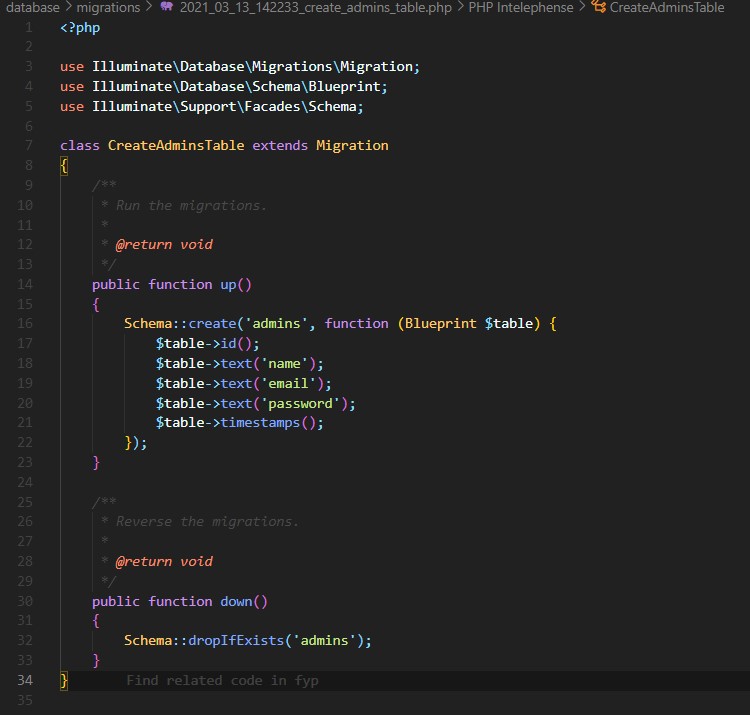 database > migrations > 2021_03_13_142233_create_admins_table.php > PHP Intelephense > CreateAdminsTable
1 <?php
2
3 use Illuminate\Database\Migrations\Migration;
4 use Illuminate\Database\Schema\Blueprint;
5 use Illuminate\Support\Facades\Schema;
6
7 class CreateAdminsTable extends Migration
8 {
9     /**
10      * Run the migrations.
11      *
12      * @return void
13      */
14     public function up()
15     {
16         Schema::create('admins', function (Blueprint $table) {
17             $table->id();
18             $table->text('name');
19             $table->text('email');
20             $table->text('password');
21             $table->timestamps();
22         });
23     }
24
25     /**
26      * Reverse the migrations.
27      *
28      * @return void
29      */
30     public function down()
31     {
32         Schema::dropIfExists('admins');
33     }
34 }       Find related code in fyp
35